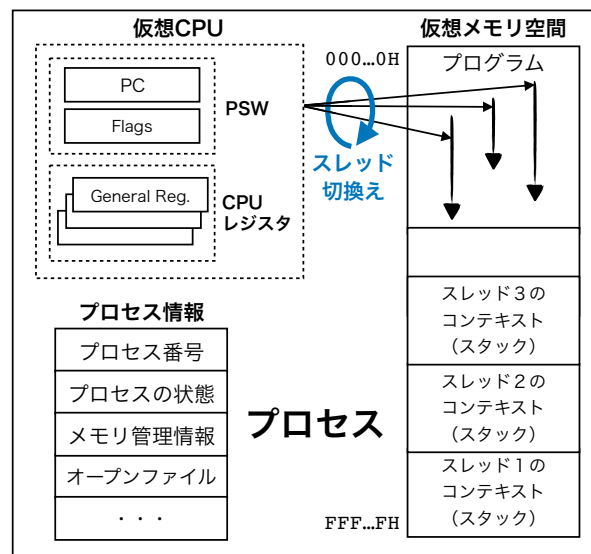 仮想CPU
PC
Flags
PSW
General Reg.
CPU
レジスタ
スレッド
切換え
仮想メモリ空間
000…0H
プログラム
スレッド３の
コンテキスト
（スタック）
スレッド２の
コンテキスト
（スタック）
スレッド１の
コンテキスト
（スタック）
FFF…FH
プロセス情報
プロセス番号
プロセスの状態
メモリ管理情報
オープンファイル
・・・
プロセス